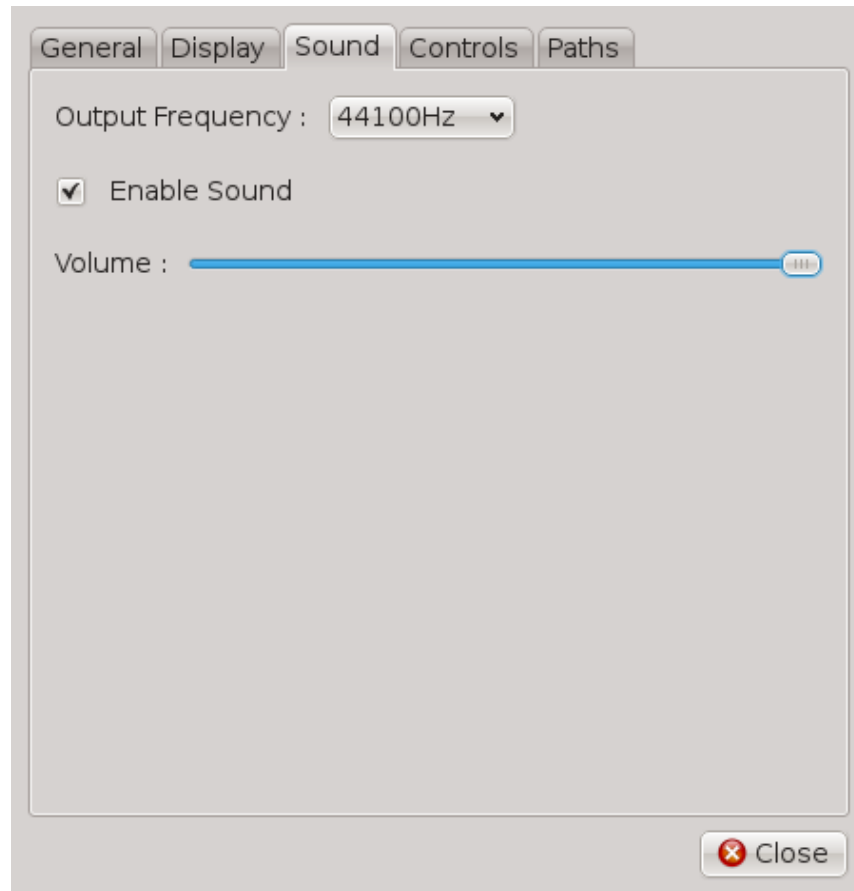 General Display Sound Controls Paths
Output Frequency : 44100Hz
Enable Sound
Volume :
Close